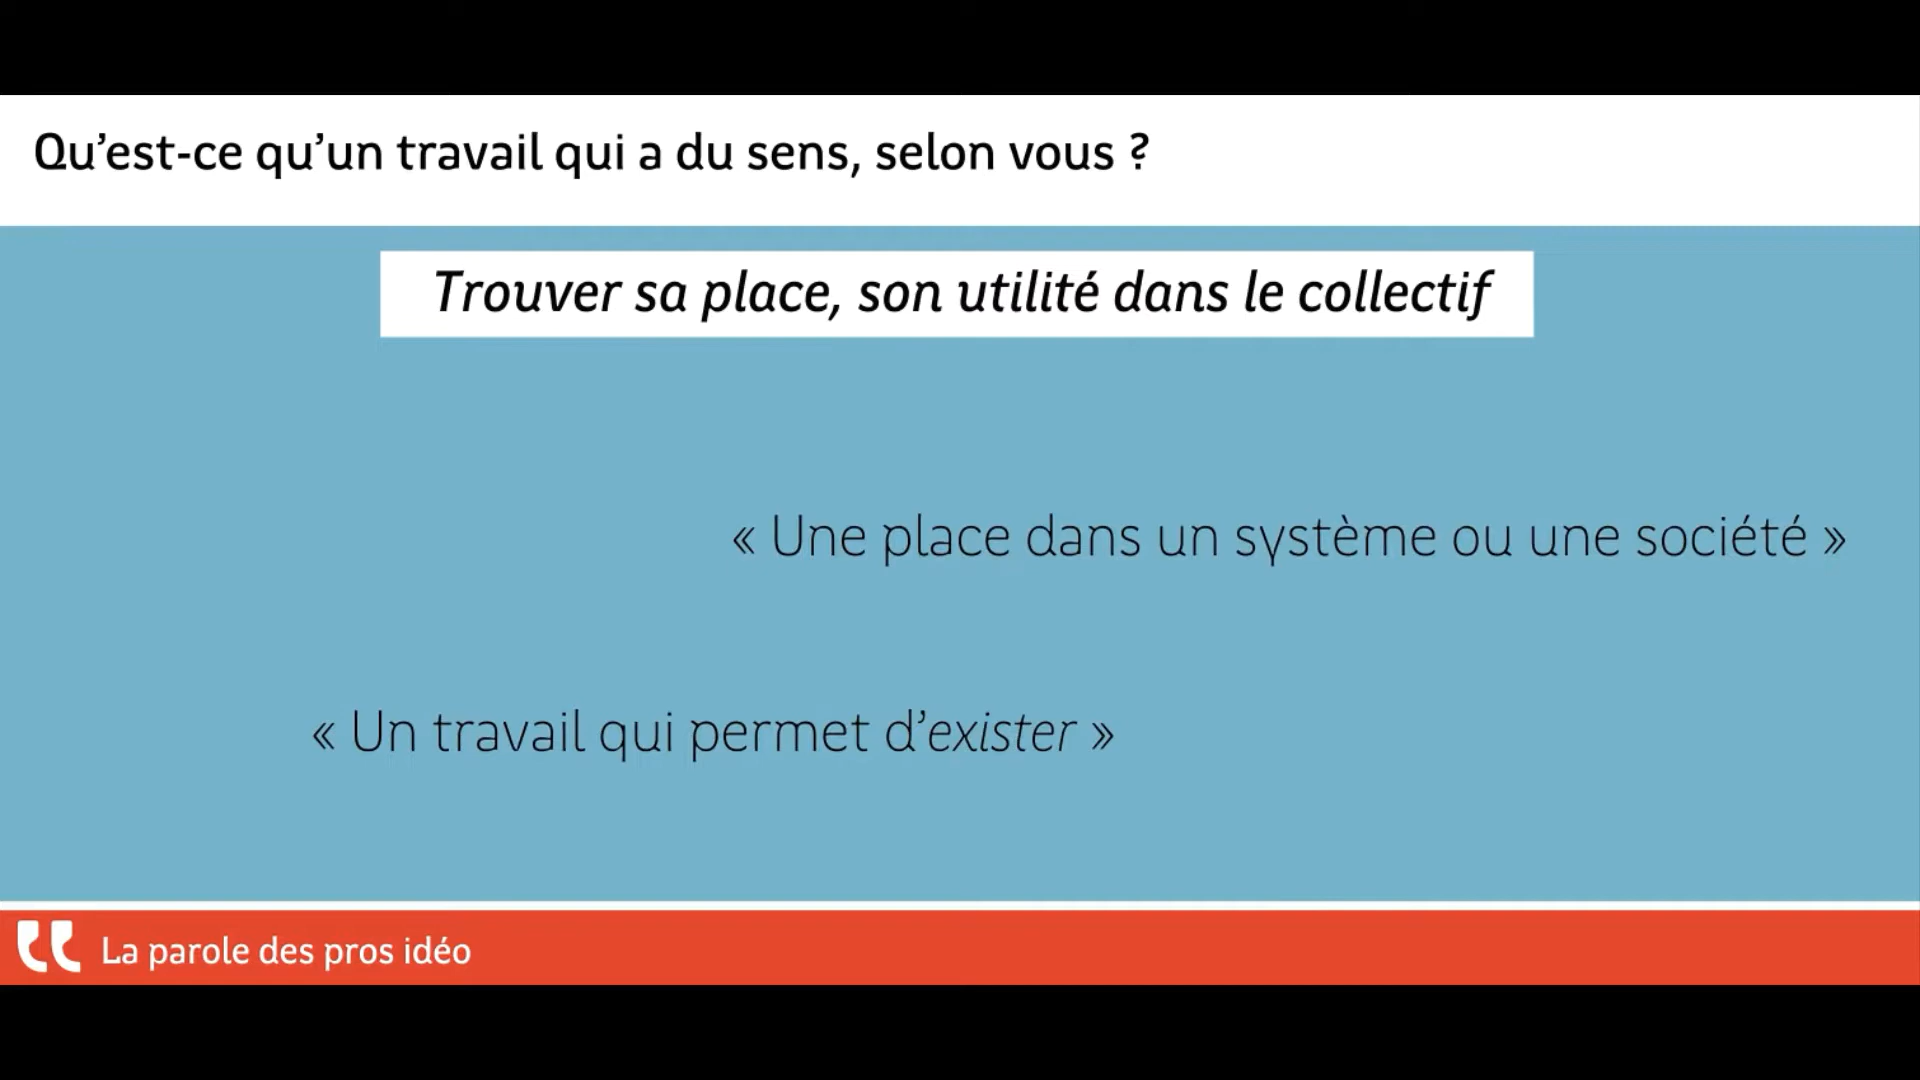 Qu’est-ce qu’un travail qui a du sens, selon vous ?
Trouver sa place, son utilité dans le collectif
« Une place dans un système ou une société »
« Un travail qui permet d’exister »
La parole des pros idéo